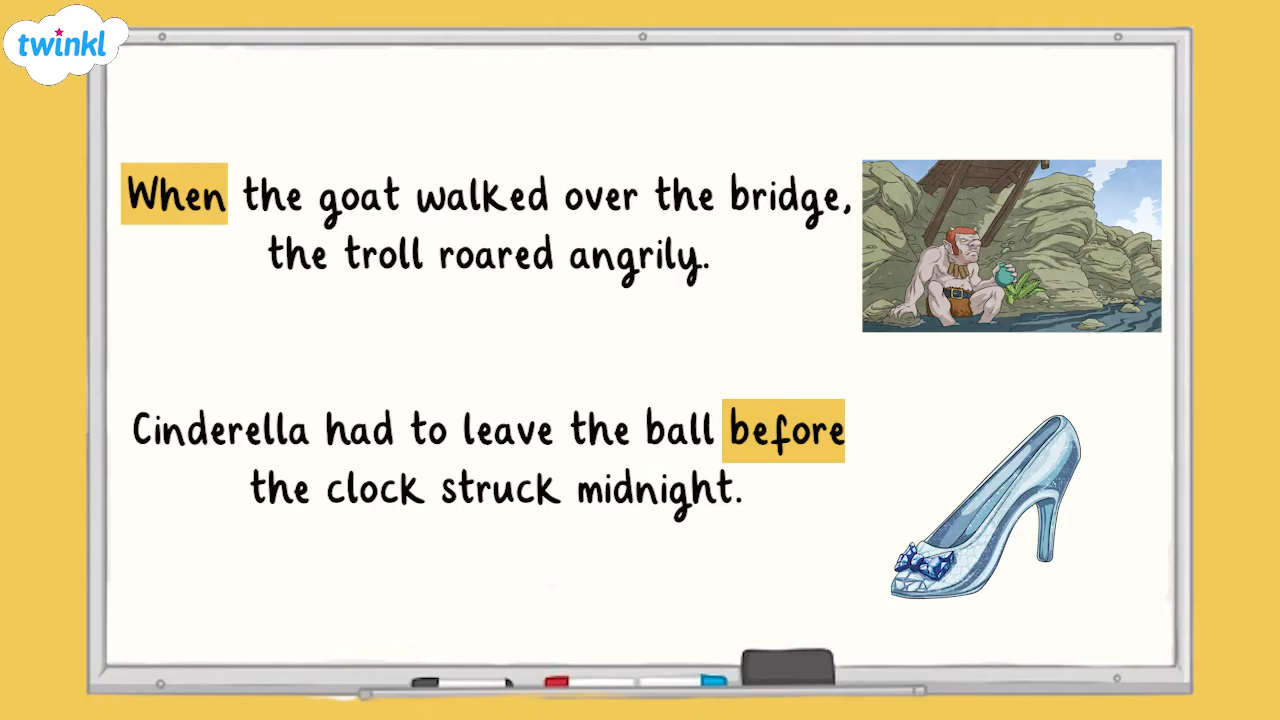 twinkl
When the goat walked over the bridge,
the troll roared angrily.
Cinderella had to leave the ball before
the clock struck midnight.